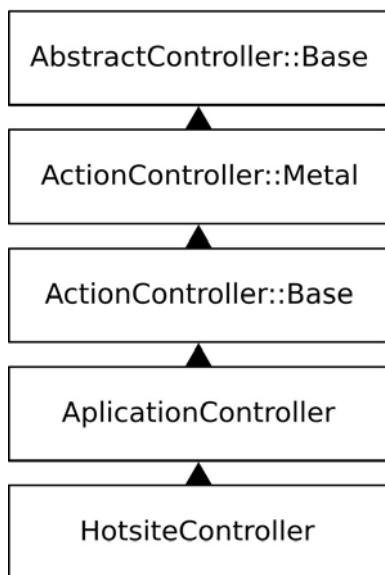 AbstractController::Base
ActionController::Metal
ActionController::Base
AplicationController
HotsiteController